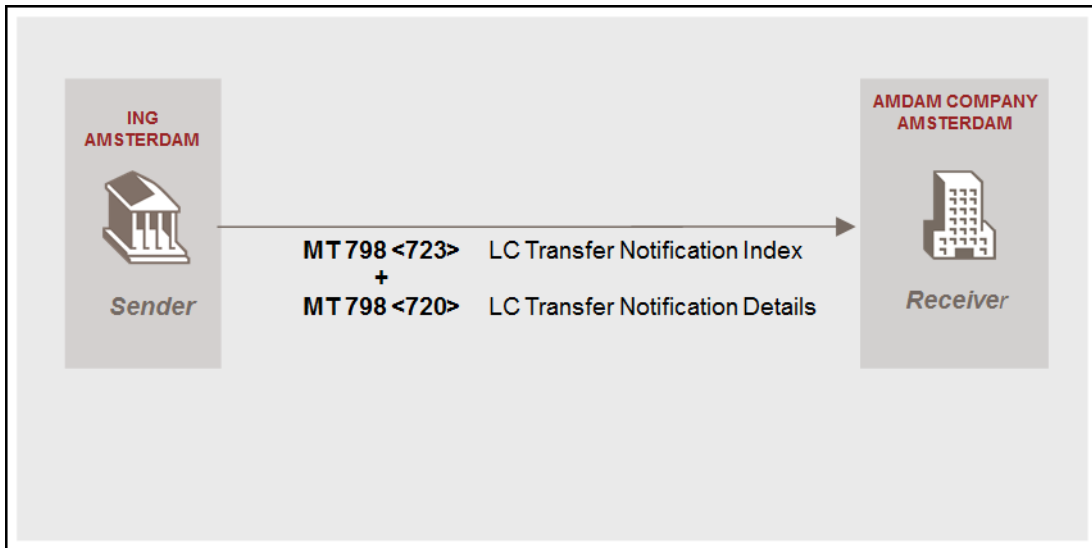 ING
AMSTERDAM
Sender
MT 798 <723> LC Transfer Notification Index
+
MT 798 <720> LC Transfer Notification Details
AMDAM COMPANY
AMSTERDAM
Receiver